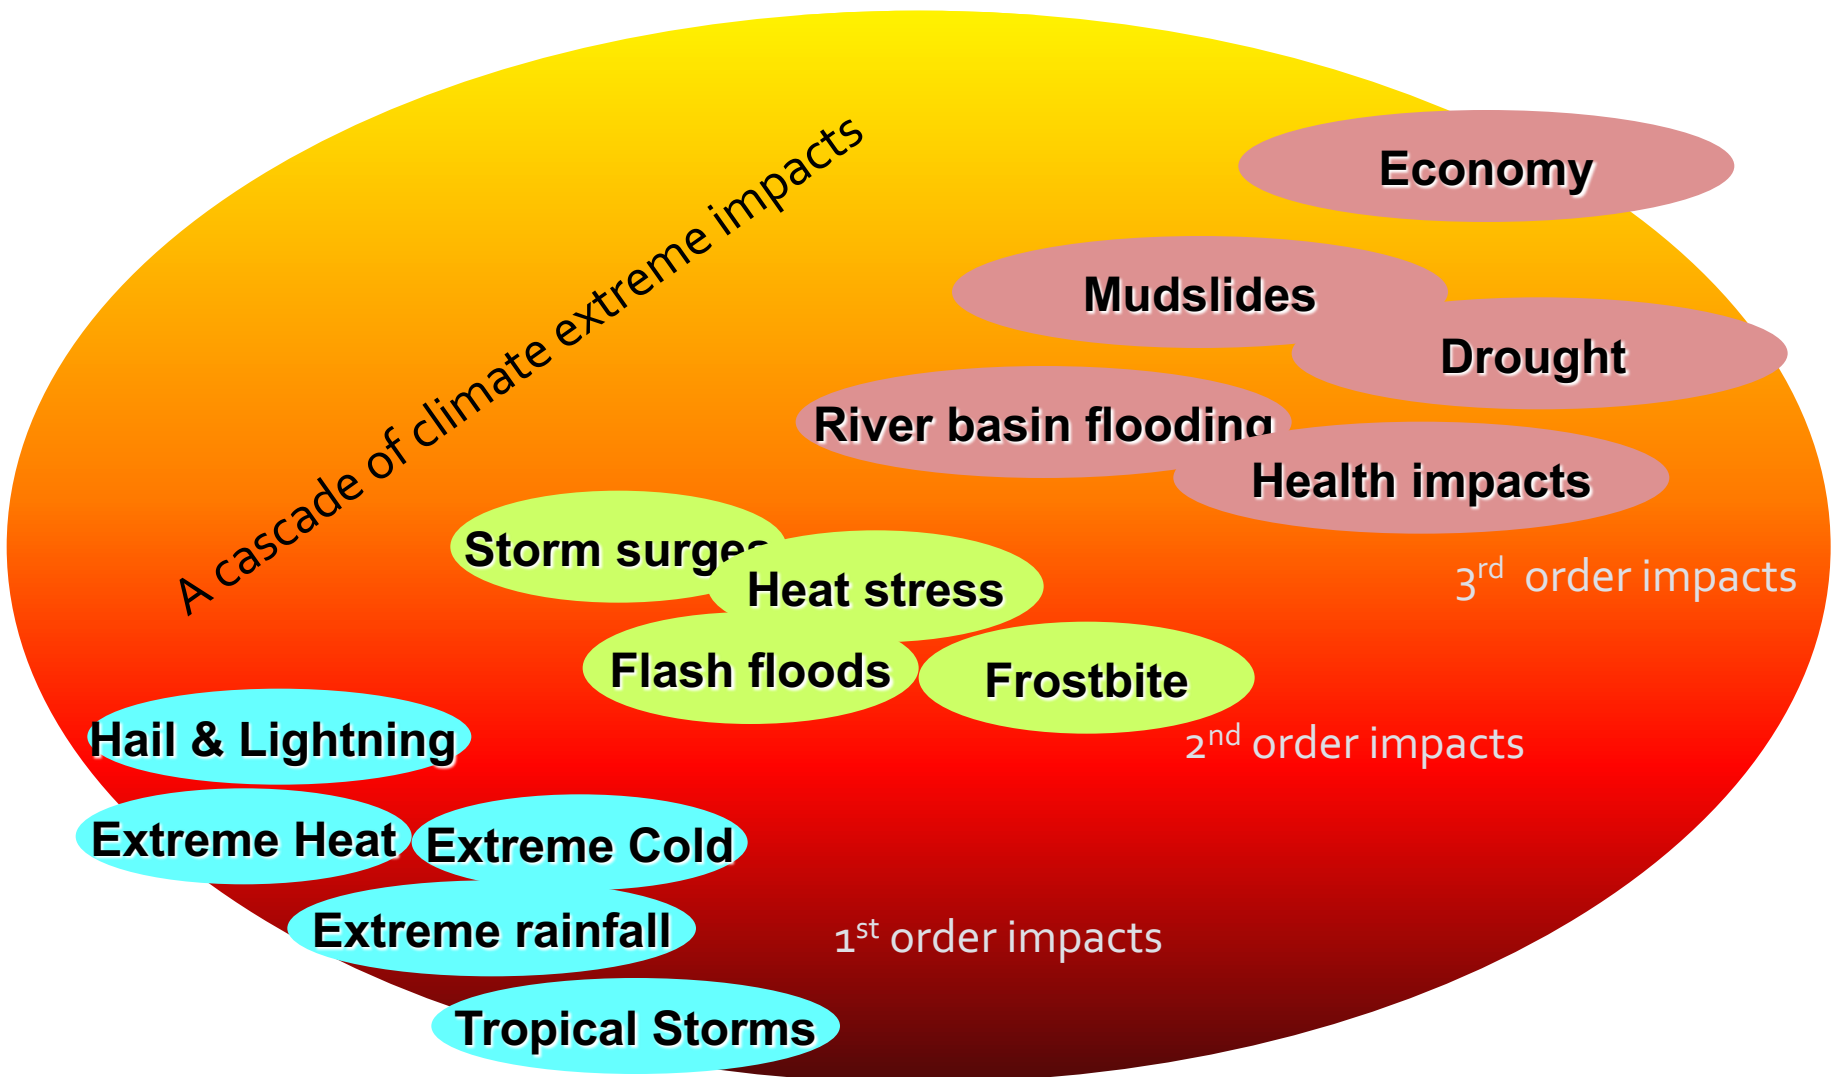 Economy
A cascade of climate extreme impacts
Mudslides
Drought
River basin flooding
Health impacts
Storm surges
Heat stress
3rd order impacts
Flash floods
Frostbite
2nd order impacts
Hail & Lightning
Extreme Heat
Extreme Cold
Extreme rainfall
1st order impacts
Tropical Storms